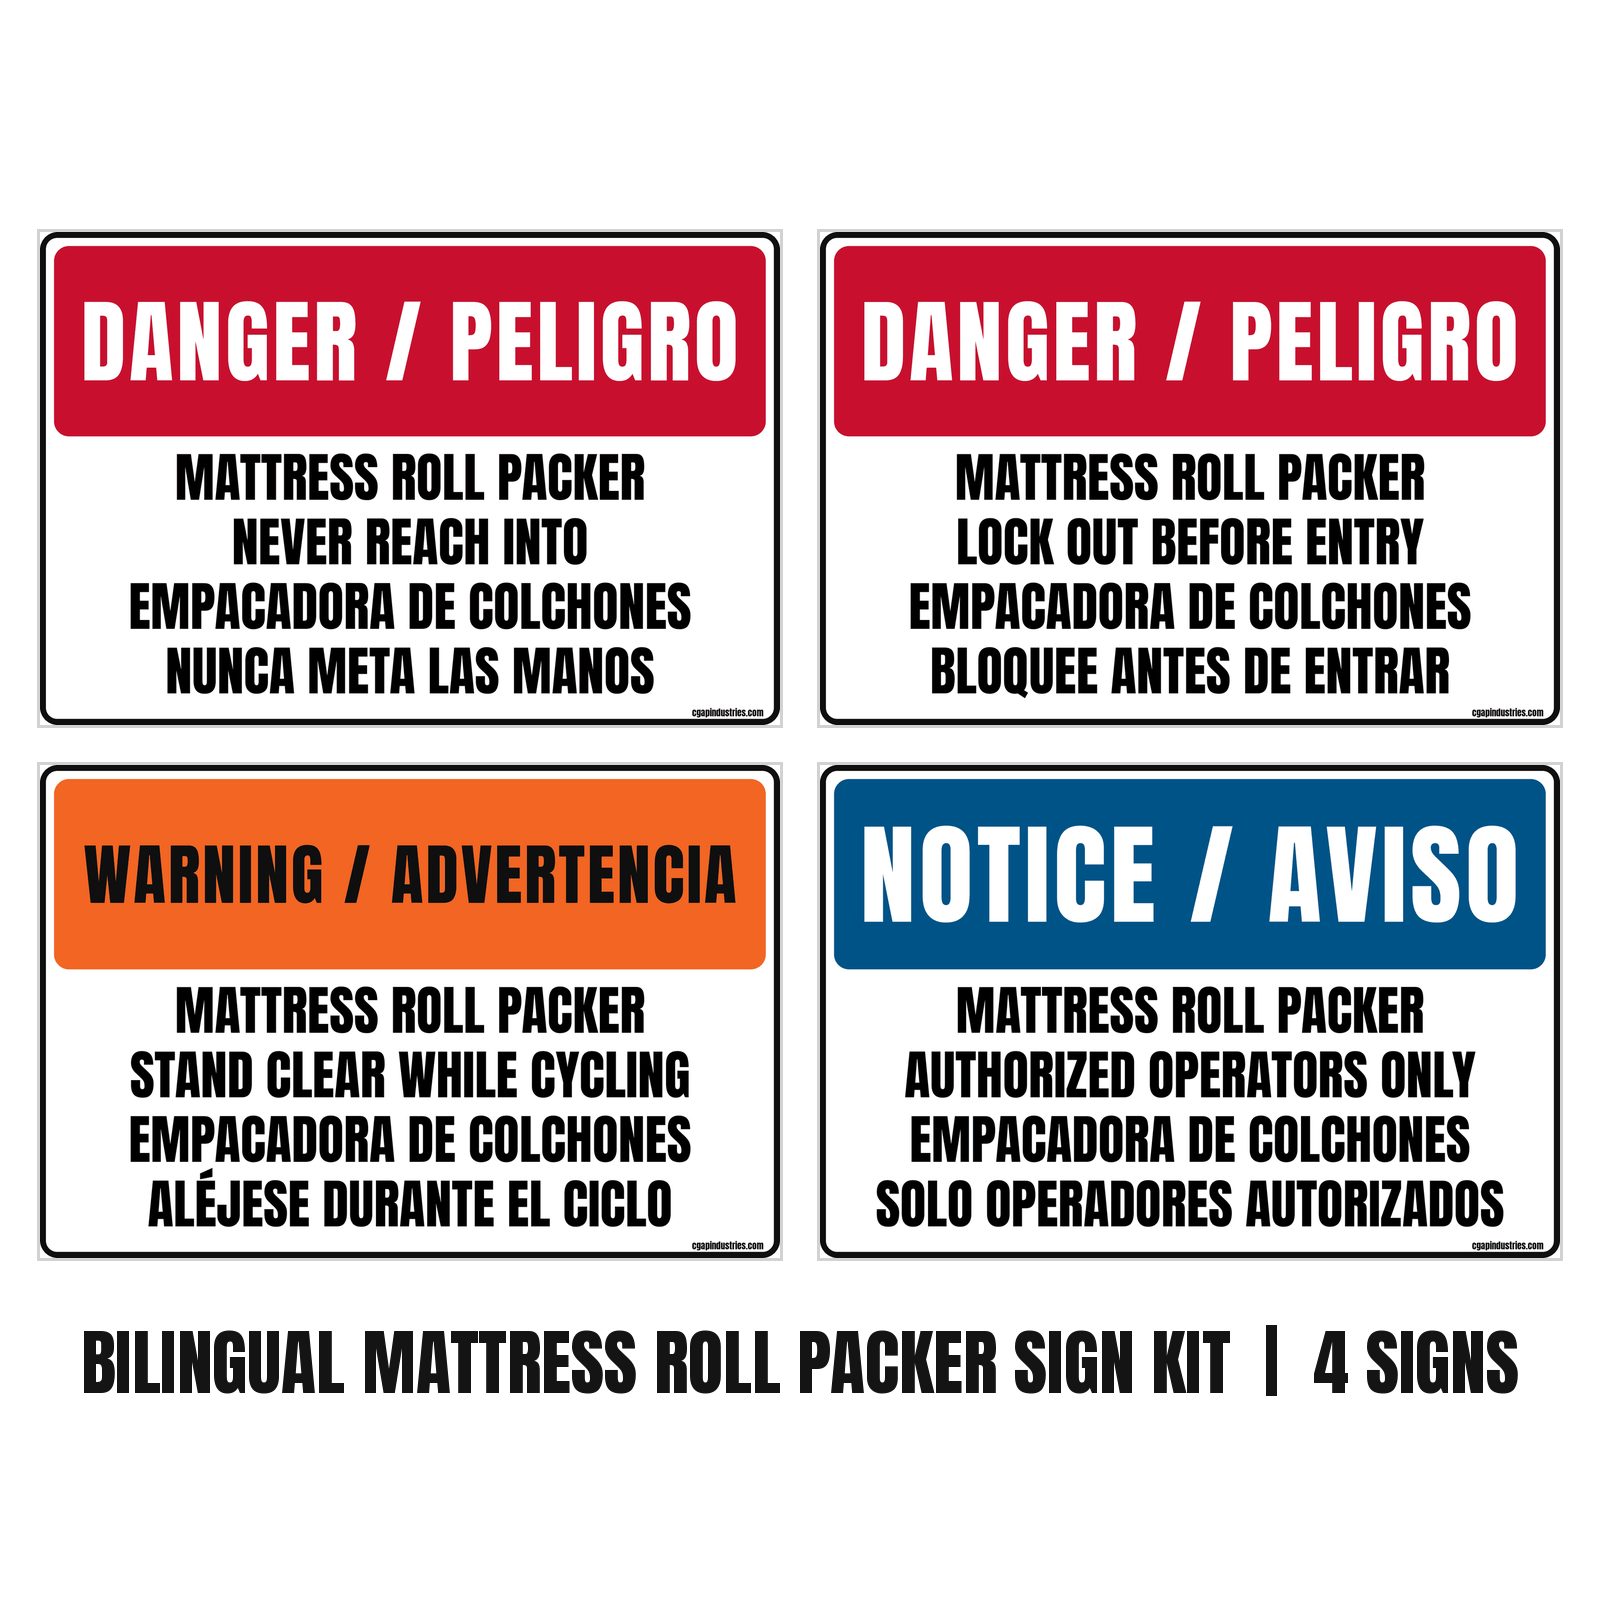 DANGER / PELIGRO
MATTRESS ROLL PACKER
NEVER REACH INTO
EMPACADORA DE COLCHONES
NUNCA META LAS MANOS
cgapindustries.com
DANGER / PELIGRO
MATTRESS ROLL PACKER
LOCK OUT BEFORE ENTRY
EMPACADORA DE COLCHONES
BLOQUEE ANTES DE ENTRAR
cgapindustries.com
WARNING / ADVERTENCIA
MATTRESS ROLL PACKER
STAND CLEAR WHILE CYCLING
EMPACADORA DE COLCHONES
ALÉJESE DURANTE EL CICLO
cgapindustries.com
NOTICE / AVISO
MATTRESS ROLL PACKER
AUTHORIZED OPERATORS ONLY
EMPACADORA DE COLCHONES
SOLO OPERADORES AUTORIZADOS
cgapindustries.com
BILINGUAL MATTRESS ROLL PACKER SIGN KIT | 4 SIGNS